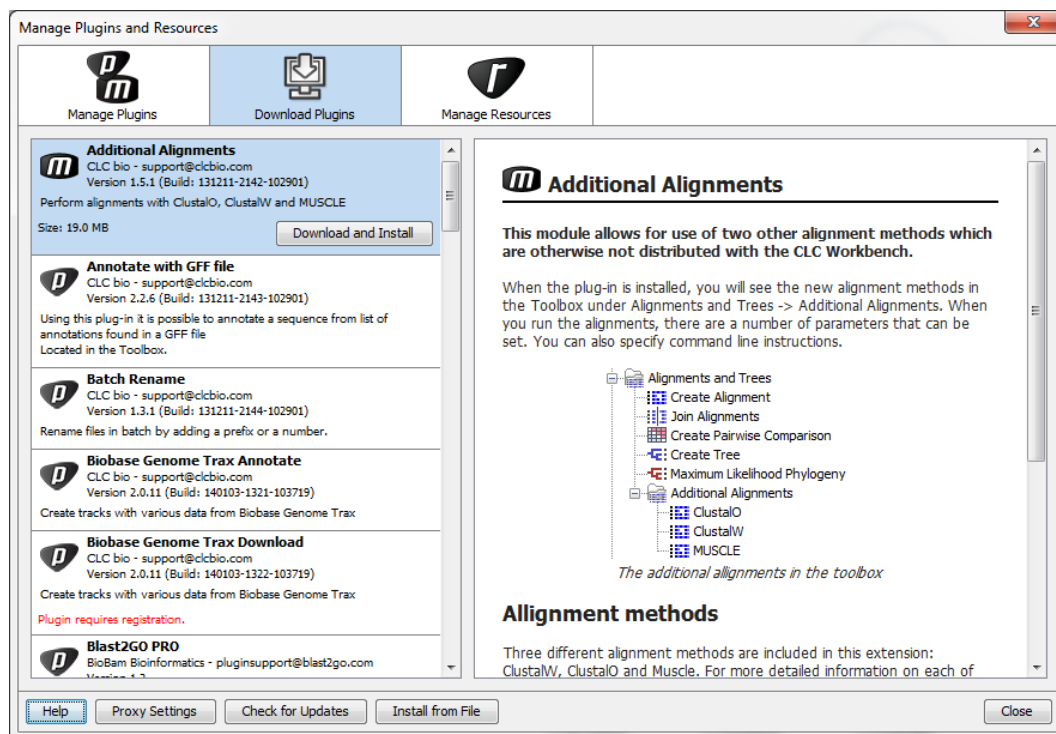 Manage Plugins and Resources
Manage Plugins
Download Plugins
Manage Resources
Additional Alignments
CLC bio - support@clcbio.com
Version 1.5.1 (Build: 131211-2142-102901)
Perform alignments with ClustalO, ClustalW and MUSCLE
Size: 19.0 MB
Download and Install
Annotate with GFF file
CLC bio - support@clcbio.com
Version 2.2.6 (Build: 131211-2143-102901)
Using this plug-in it is possible to annotate a sequence from list of
annotations found in a GFF file
Located in the Toolbox.
Batch Rename
CLC bio - support@clcbio.com
Version 1.3.1 (Build: 131211-2144-102901)
Rename files in batch by adding a prefix or a number.
Biobase Genome Trax Annotate
CLC bio - support@clcbio.com
Version 2.0.11 (Build: 140103-1321-103719)
Create tracks with various data from Biobase Genome Trax
Biobase Genome Trax Download
CLC bio - support@clcbio.com
Version 2.0.11 (Build: 140103-1322-103719)
Create tracks with various data from Biobase Genome Trax
Plugin requires registration.
Blast2GO PRO
BioBam Bioinformatics - pluginsupport@blast2go.com
Additional Alignments
This module allows for use of two other alignment methods which
are otherwise not distributed with the CLC Workbench.
When the plug-in is installed, you will see the new alignment methods in
the Toolbox under Alignments and Trees -> Additional Alignments. When
you run the alignments, there are a number of parameters that can be
set. You can also specify command line instructions.
Alignments and Trees
Create Alignment
Join Alignments
Create Pairwise Comparison
Create Tree
Maximum Likelihood Phylogeny
Additional Alignments
ClustalO
ClustalW
MUSCLE
The additional allignments in the toolbox
Allignment methods
Three different alignment methods are included in this extension:
ClustalW, ClustalO and Muscle. For more detailed information on each of
Help
Proxy Settings
Check for Updates
Install from File
Close